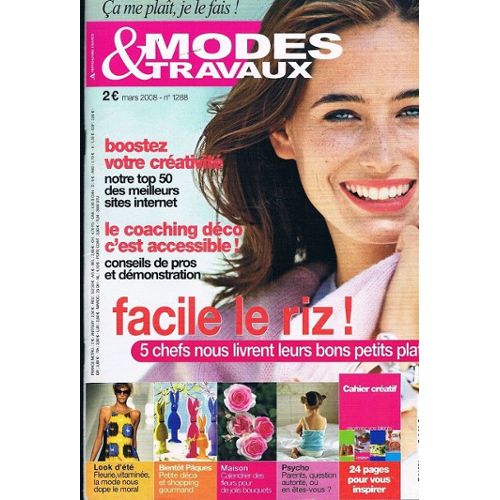 Ça me plaît, je le fais !
MODES
& TRAVAUX
2€ mars 2008 - n° 1288
boostez
votre créativité
notre top 50
des meilleurs
sites internet
le coaching déco
c'est accessible !
conseils de pros
et démonstration
facile le riz !
5 chefs nous livrent leurs bons petits pla
Look d'été
Fleurie, vitaminée,
la mode nous
dope le moral
Bientôt Pâques
Petite déco
et shopping
gourmand
Maison
Calendrier des
fleurs pour
de jolis bouquets
Psycho
Parents, question
autorité, où
en êtes-vous ?
Cahier créatif
24 pages
pour vous
inspirer